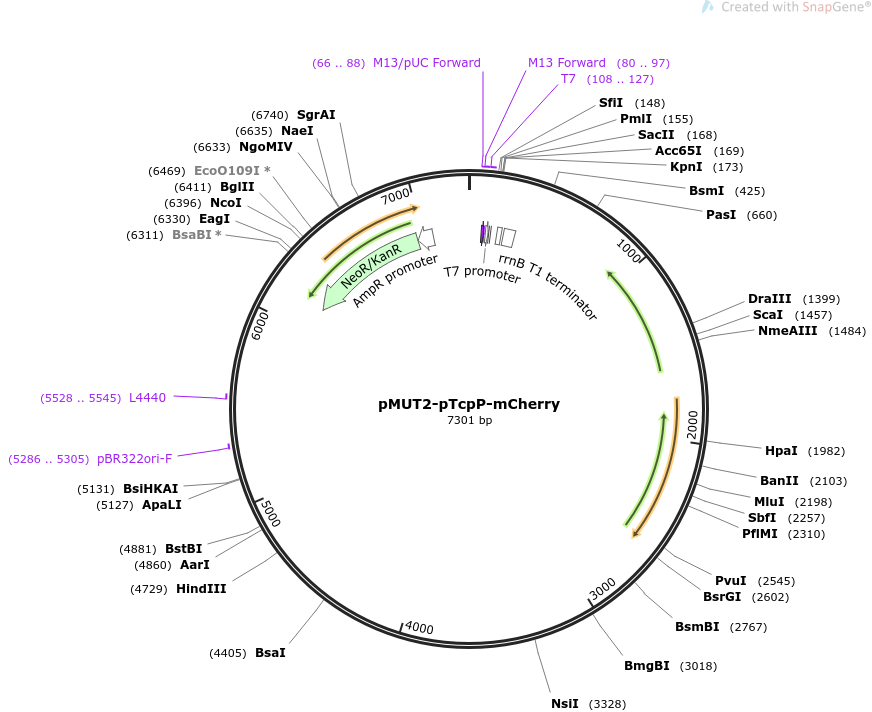 Created with SnapGene®
(66 .. 88) M13/pUC Forward
M13 Forward (80 .. 97)
T7 (108 .. 127)
SfiI (148)
PmlI (155)
SacII (168)
Acc65I (169)
KpnI (173)
BsmI (425)
PasI (660)
DraIII (1399)
ScaI (1457)
NmeAIII (1484)
HpaI (1982)
BanII (2103)
MluI (2198)
SbfI (2257)
PflMI (2310)
PvuI (2545)
BsrGI (2602)
BsmBI (2767)
BmgBI (3018)
NsiI (3328)
(4405) BsaI
(4729) HindIII
(4860) AarI
(4881) BstBI
(5127) ApaLI
(5131) BsiHKAI
(5286 .. 5305) pBR322ori-F
(5528 .. 5545) L4440
(6311) BsaBI *
(6330) EagI
(6396) NcoI
(6411) BglII
(6469) EcoO109I *
(6633) NgoMIV
(6635) NaeI
(6740) SgrAI
1000
2000
3000
4000
5000
6000
7000
NeoR/KanR
AmpR promoter
T7 promoter
rrnB T1 terminator
pMUT2-pTcpP-mCherry
7301 bp